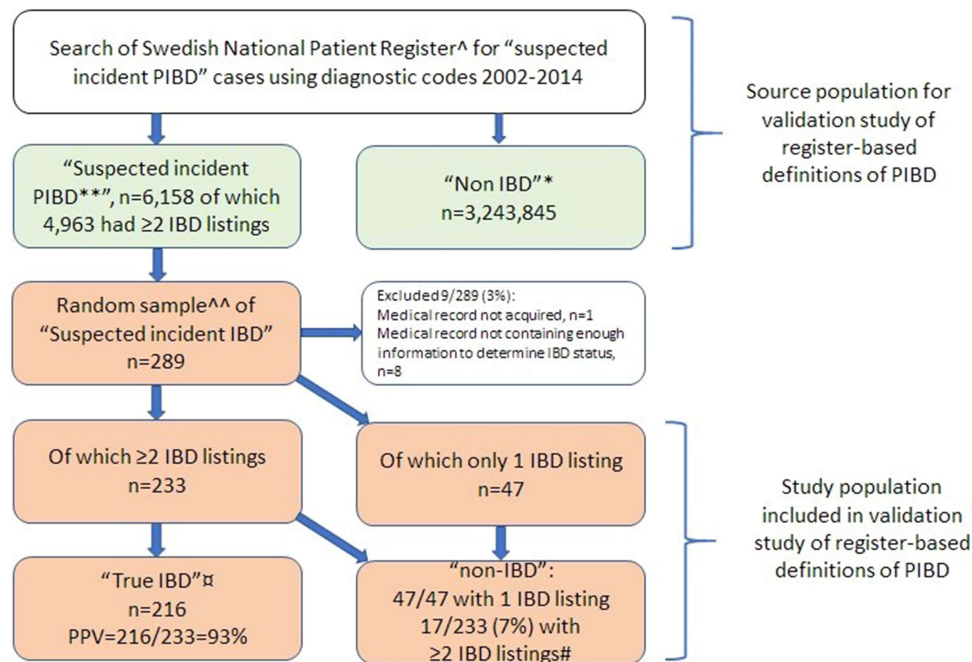 Search of Swedish National Patient Register^ for “suspected
incident PIBD” cases using diagnostic codes 2002-2014
Source population for
validation study of
register-based
definitions of PIBD
“Suspected incident
PIBD**”, n=6,158 of which
4,963 had ≥2 IBD listings
“Non IBD”*
n=3,243,845
Random sample^^ of
“Suspected incident IBD”
n=289
Excluded 9/289 (3%):
Medical record not acquired, n=1
Medical record not containing enough
information to determine IBD status,
n=8
Of which ≥2 IBD listings
n=233
Of which only 1 IBD listing
n=47
Study population
included in validation
study of register-based
definitions of PIBD
“True IBD”¤
n=216
PPV=216/233=93%
“non-IBD”:
47/47 with 1 IBD listing
17/233 (7%) with
≥2 IBD listings#